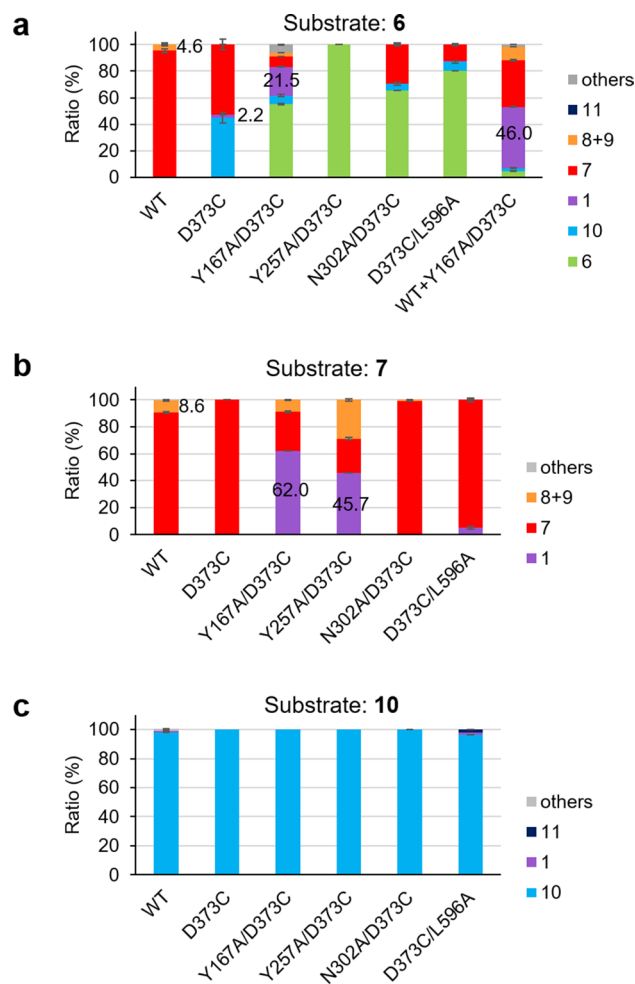 a
Substrate: 6
Ratio (%)
100
80
60
40
20
0
4.6
2.2
21.5
46.0
WT
D373C
Y167A/D373C
Y257A/D373C
N302A/D373C
D373C/L596A
WT+Y167A/D373C
others
11
8+9
7
1
10
6
b
Substrate: 7
Ratio (%)
100
80
60
40
20
0
8.6
62.0
45.7
WT
D373C
Y167A/D373C
Y257A/D373C
N302A/D373C
D373C/L596A
others
8+9
7
1
c
Substrate: 10
Ratio (%)
100
80
60
40
20
0
WT
D373C
Y167A/D373C
Y257A/D373C
N302A/D373C
D373C/L596A
others
11
1
10